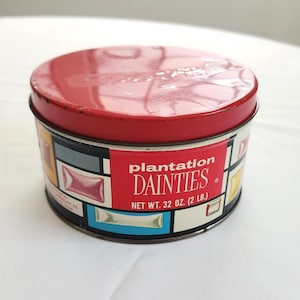 plantation
DAINTIES
NET WT. 32 OZ. (2 LB.)